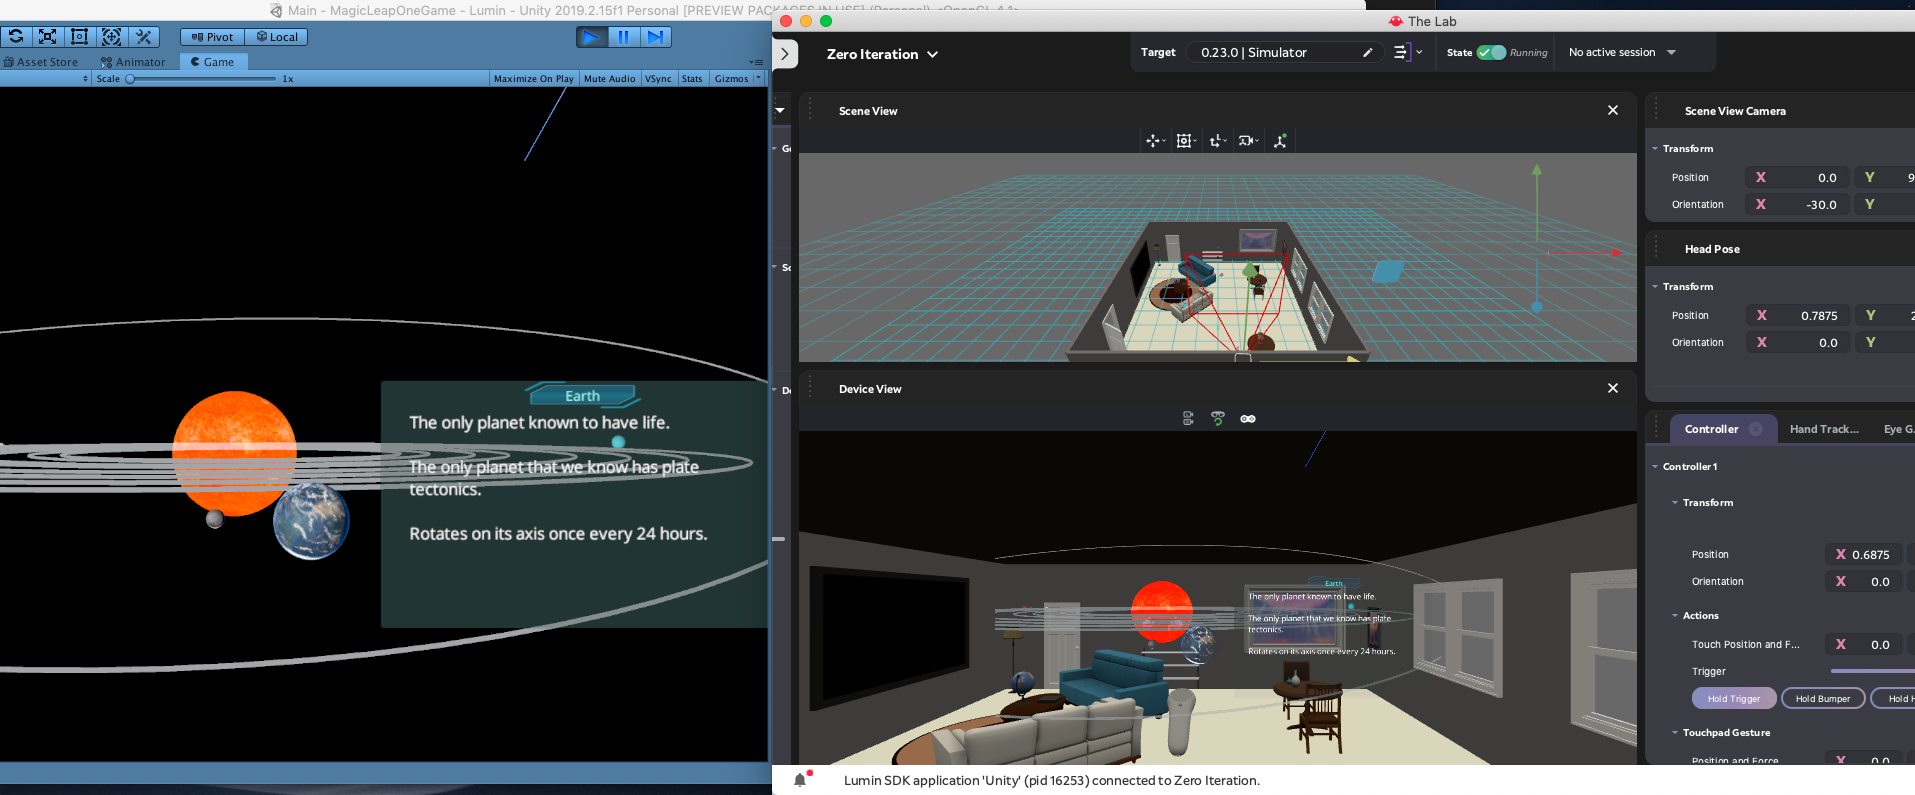 Main - MagicLeapOneGame - Lumin - Unity 2019.2.15f1 Personal [PREVIEW PACKAGES IN USE] (Personal) <OpenGL 4.1>
Pivot
Local
Asset Store
Animator
Game
Scale
1x
Maximize On Play
Mute Audio
VSync
Stats
Gizmos
Earth
The only planet known to have life.
The only planet that we know has plate
tectonics.
Rotates on its axis once every 24 hours.
The Lab
Zero Iteration
Target
0.23.0 | Simulator
State
Running
No active session
Scene View
Device View
Earth
The only planet known to have life.
The only planet that we know has plate
tectonics.
Rotates on its axis once every 24 hours.
Scene View Camera
Transform
Position X 0.0 Y 9
Orientation X -30.0 Y
Head Pose
Transform
Position X 0.7875 Y 2
Orientation X 0.0 Y
Controller
Hand Track...
Eye G.
Controller 1
Transform
Position X 0.6875
Orientation X 0.0
Actions
Touch Position and F... X 0.0
Trigger
Hold Trigger
Hold Bumper
Hold H
Touchpad Gesture
Position and Force X 0.0
Lumin SDK application 'Unity' (pid 16253) connected to Zero Iteration.